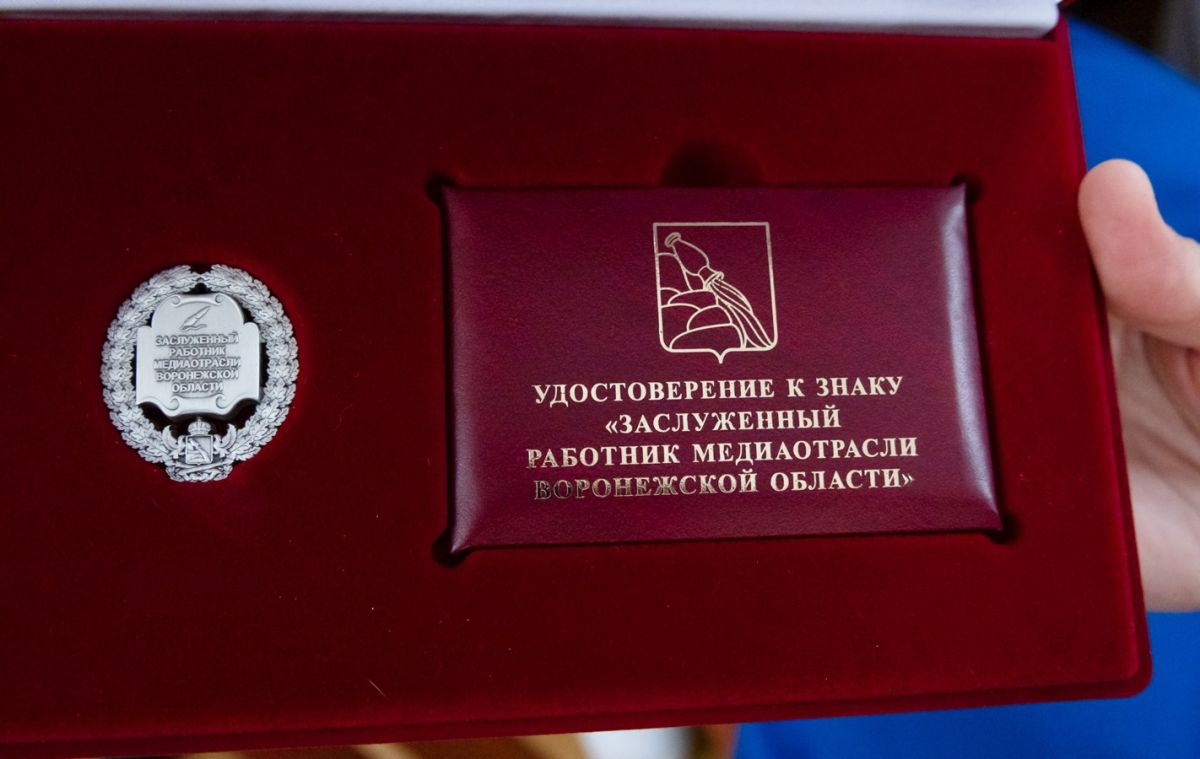 ЗАСЛУЖЕННЫЙ
РАБОТНИК
МЕДИАОТРАСЛИ
ВОРОНЕЖСКОЙ
ОБЛАСТИ
УДОСТОВЕРЕНИЕ К ЗНАКУ
«ЗАСЛУЖЕННЫЙ
РАБОТНИК МЕДИАОТРАСЛИ
ВОРОНЕЖСКОЙ ОБЛАСТИ»